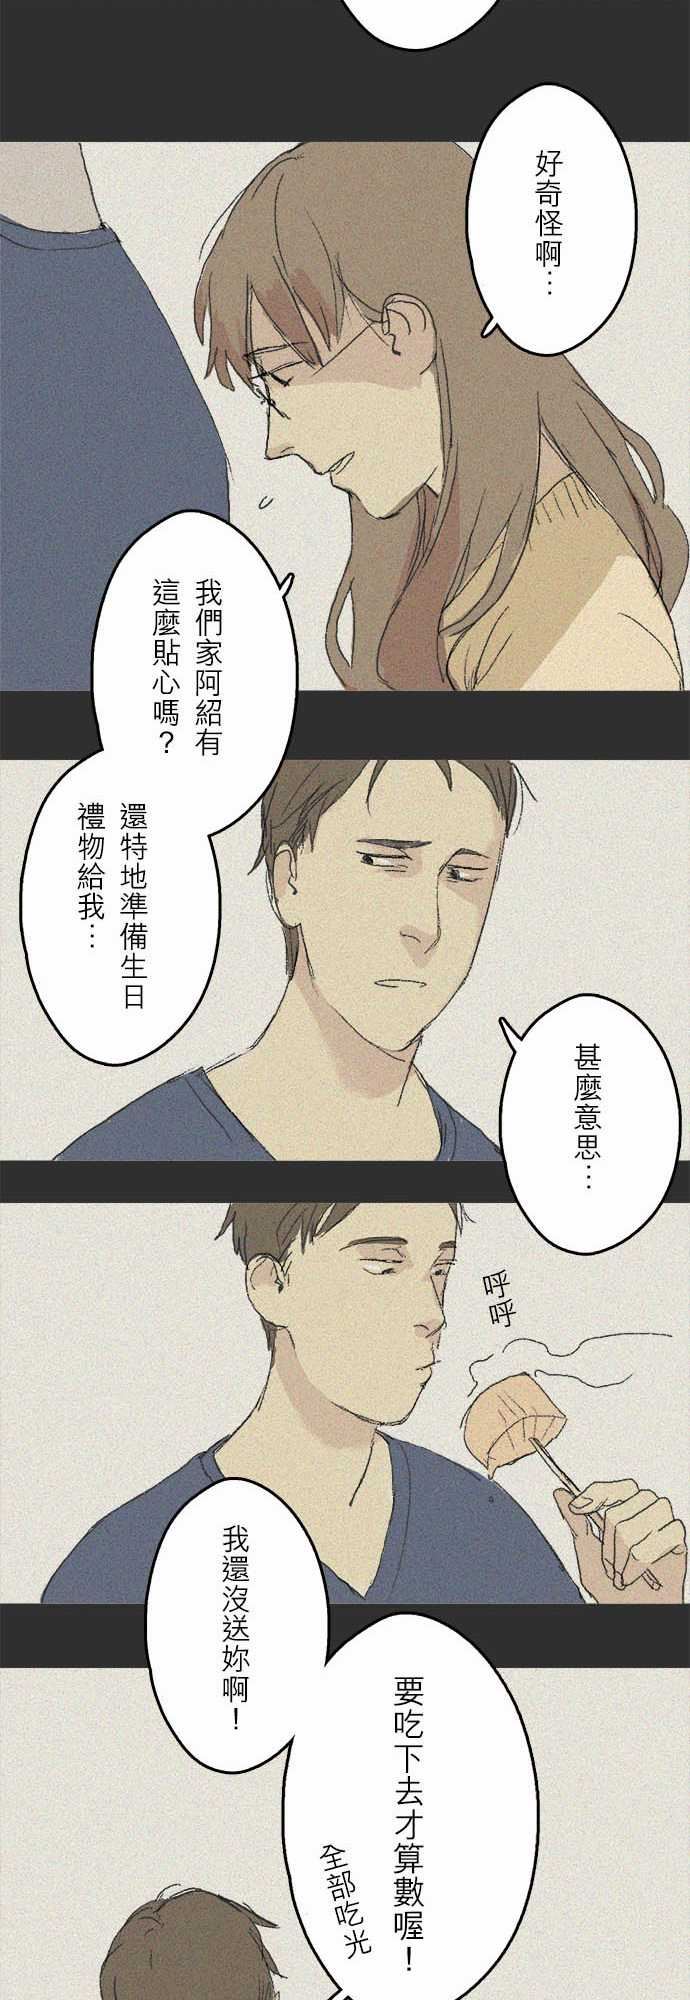 好奇怪啊…
我們家阿紹有
這麼貼心嗎？
還特地準備生日
禮物給我…
甚麼意思…
呼呼
我還沒送妳啊！
要吃下去才算數喔！
全部吃光